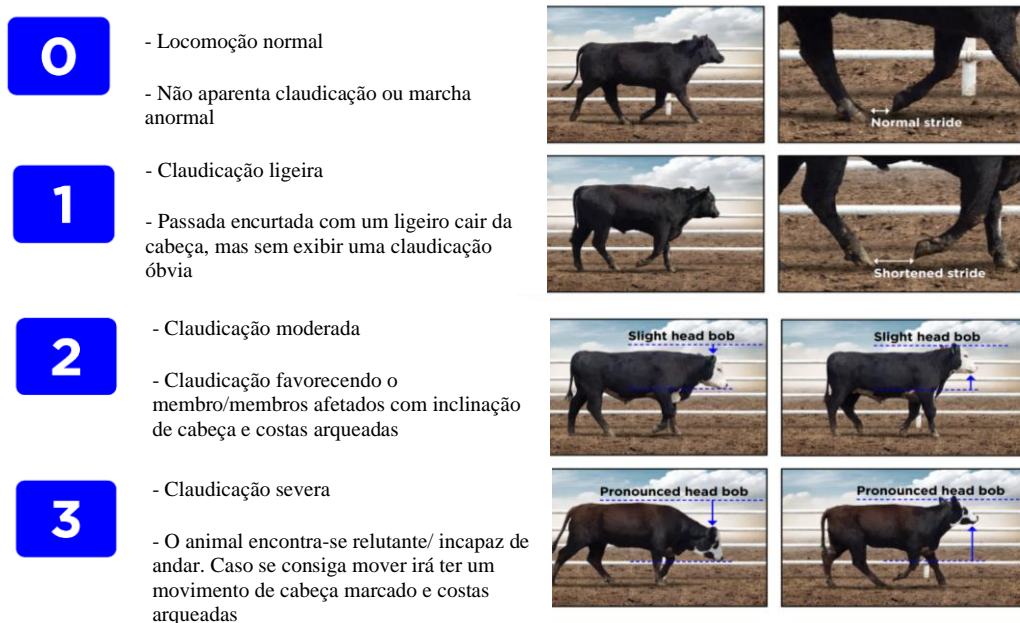 0
- Locomoção normal
- Não aparenta claudicação ou marcha
anormal
Normal stride
1
- Claudicação ligeira
- Passada encurtada com um ligeiro cair da
cabeça, mas sem exibir uma claudicação
óbvia
Shortened stride
2
- Claudicação moderada
- Claudicação favorecendo o
membro/membros afetados com inclinação
de cabeça e costas arqueadas
Slight head bob
Slight head bob
3
- Claudicação severa
- O animal encontra-se relutante/ incapaz de
andar. Caso se consiga mover irá ter um
movimento de cabeça marcado e costas
arqueadas
Pronounced head bob
Pronounced head bob